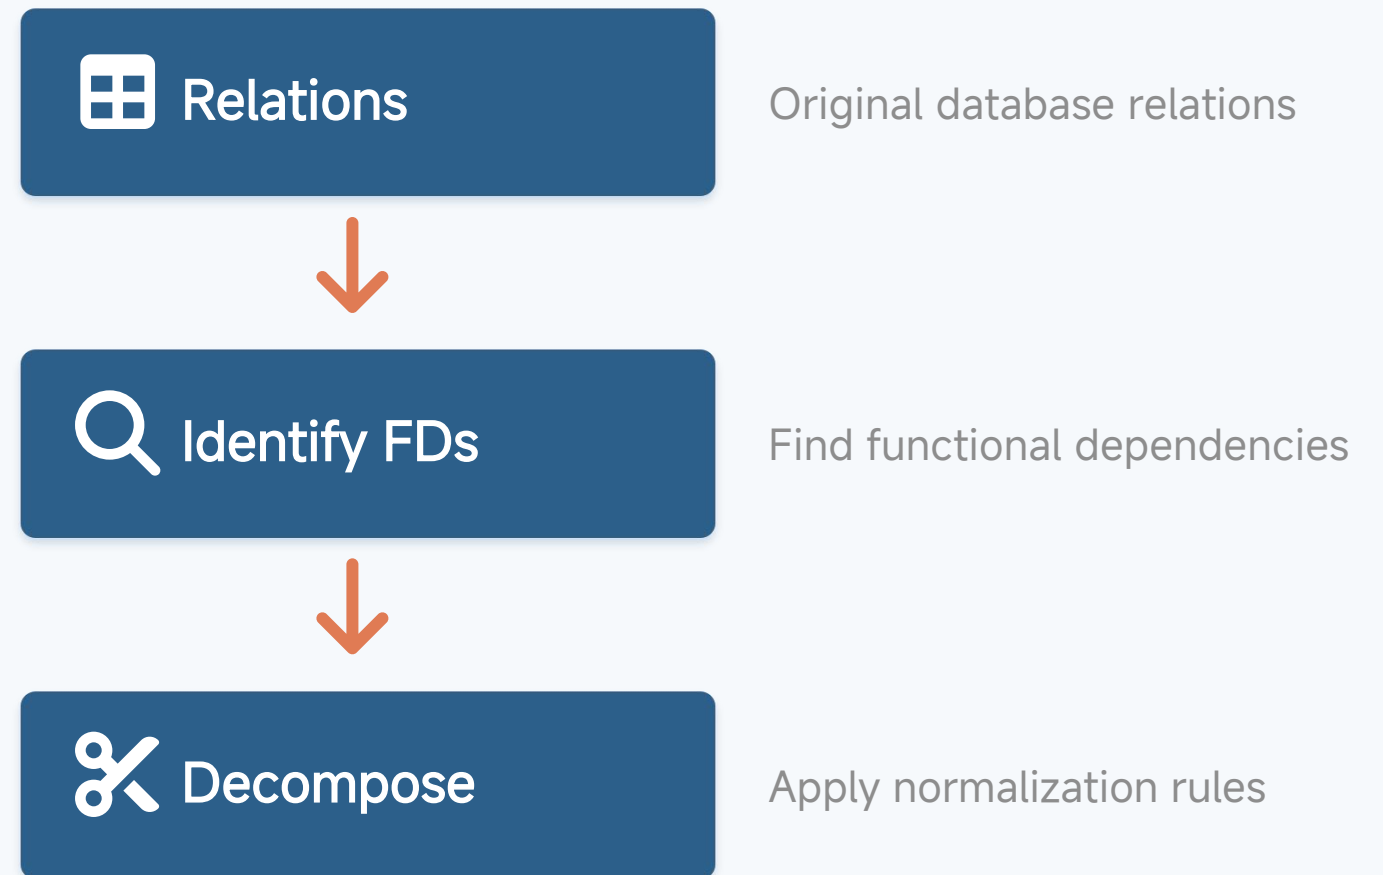 Relations
Original database relations
Identify FDs
Find functional dependencies
Decompose
Apply normalization rules